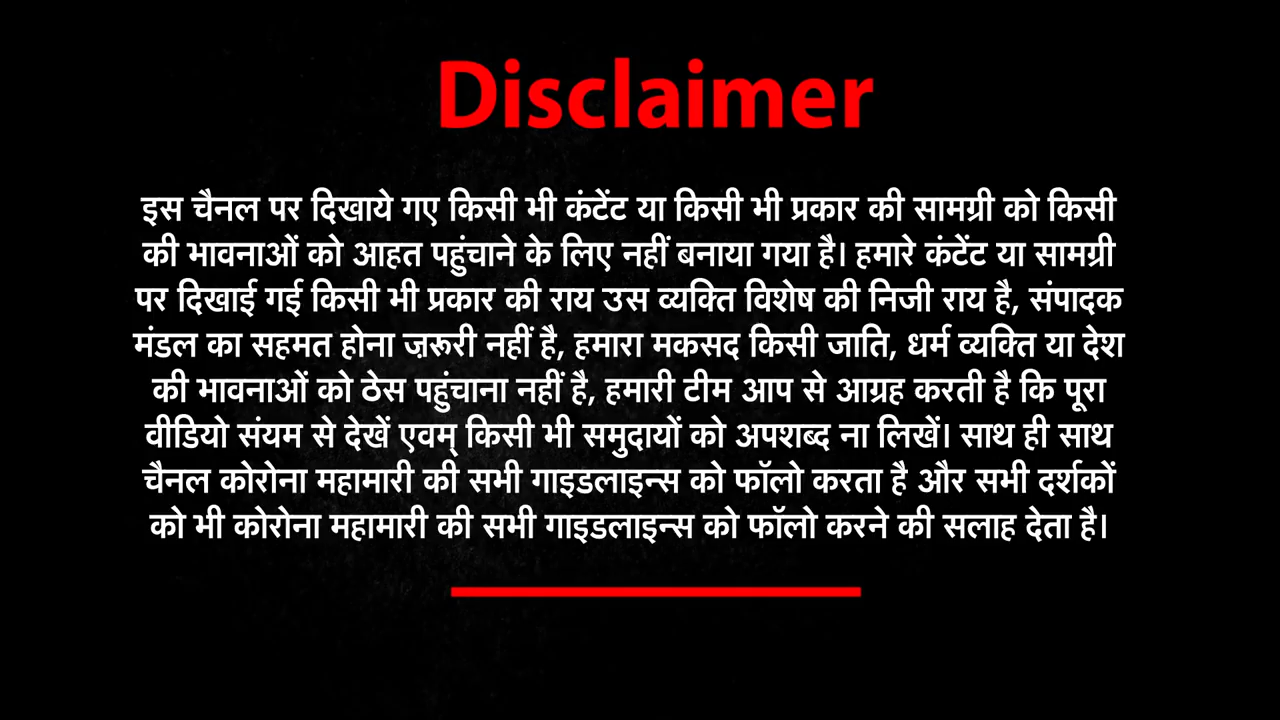 Disclaimer
इस चैनल पर दिखाये गए किसी भी कंटेंट या किसी भी प्रकार की सामग्री को किसी
की भावनाओं को आहत पहुंचाने के लिए नहीं बनाया गया है। हमारे कंटेंट या सामग्री
पर दिखाई गई किसी भी प्रकार की राय उस व्यक्ति विशेष की निजी राय है, संपादक
मंडल का सहमत होना ज़रूरी नहीं है, हमारा मकसद किसी जाति, धर्म व्यक्ति या देश
की भावनाओं को ठेस पहुंचाना नहीं है, हमारी टीम आप से आग्रह करती है कि पूरा
वीडियो संयम से देखें एवम् किसी भी समुदायों को अपशब्द ना लिखें। साथ ही साथ
चैनल कोरोना महामारी की सभी गाइडलाइन्स को फॉलो करता है और सभी दर्शकों
को भी कोरोना महामारी की सभी गाइडलाइन्स को फॉलो करने की सलाह देता है।